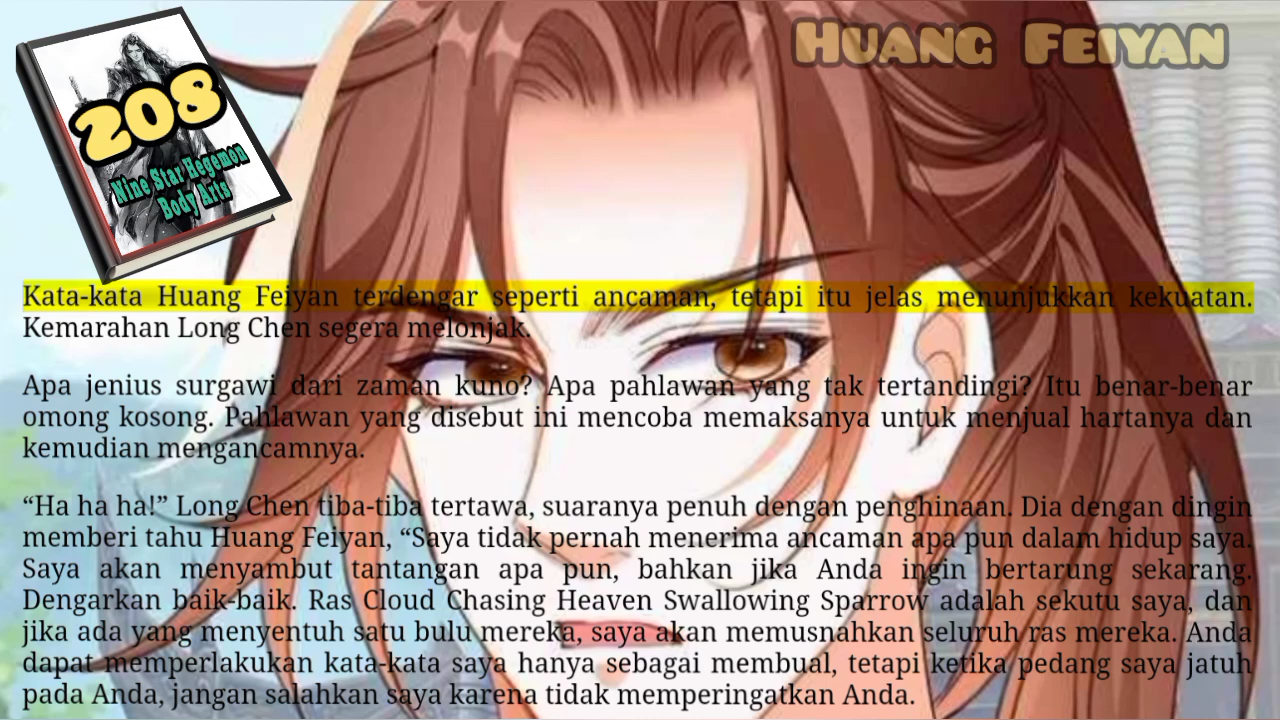 Huang Feiyan
208
Nine Star Hegemon
Body Arts
Kata-kata Huang Feiyan terdengar seperti ancaman, tetapi itu jelas menunjukkan kekuatan.
Kemarahan Long Chen segera melonjak.
Apa jenius surgawi dari zaman kuno? Apa pahlawan yang tak tertandingi? Itu benar-benar
omong kosong. Pahlawan yang disebut ini mencoba memaksanya untuk menjual hartanya dan
kemudian mengancamnya.
“Ha ha ha!” Long Chen tiba-tiba tertawa, suaranya penuh dengan penghinaan. Dia dengan dingin
memberi tahu Huang Feiyan, “Saya tidak pernah menerima ancaman apa pun dalam hidup saya.
Saya akan menyambut tantangan apa pun, bahkan jika Anda ingin bertarung sekarang.
Dengarkan baik-baik. Ras Cloud Chasing Heaven Swallowing Sparrow adalah sekutu saya, dan
jika ada yang menyentuh satu bulu mereka, saya akan memusnahkan seluruh ras mereka. Anda
dapat memperlakukan kata-kata saya hanya sebagai membual, tetapi ketika pedang saya jatuh
pada Anda, jangan salahkan saya karena tidak memperingatkan Anda.